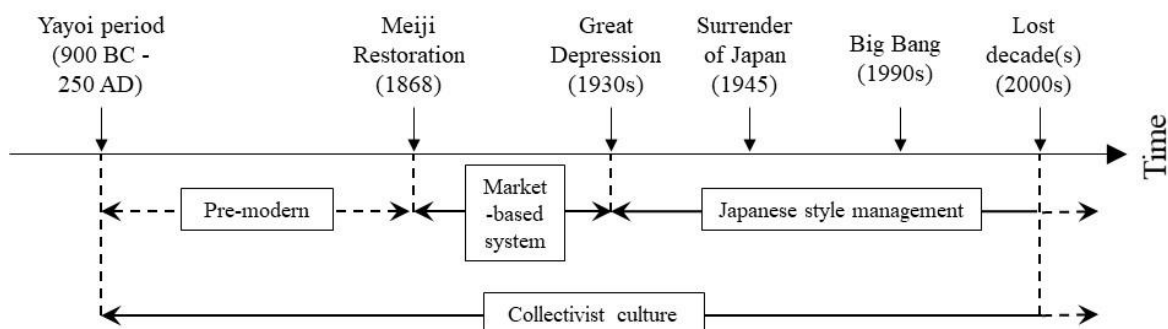 Yayoi period
(900 BC -
250 AD)
Meiji
Restoration
(1868)
Great
Depression
(1930s)
Surrender
of Japan
(1945)
Big Bang
(1990s)
Lost
decade(s)
(2000s)
Time
Pre-modern
Market
-based
system
Japanese style management
Collectivist culture